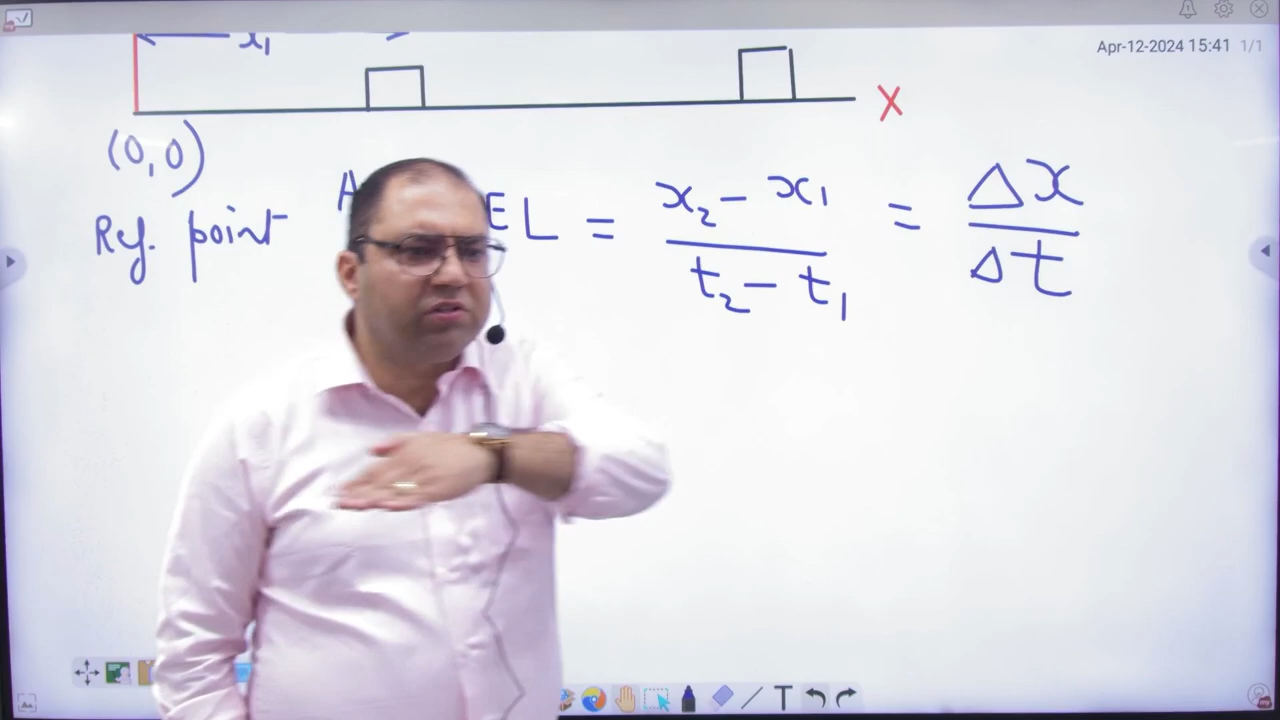 Apr-12-2024 15:41 1/1
x₁
X
(0,0)
Ref. point
EL = x₂ - x₁ / t₂ - t₁ = Δx / Δt